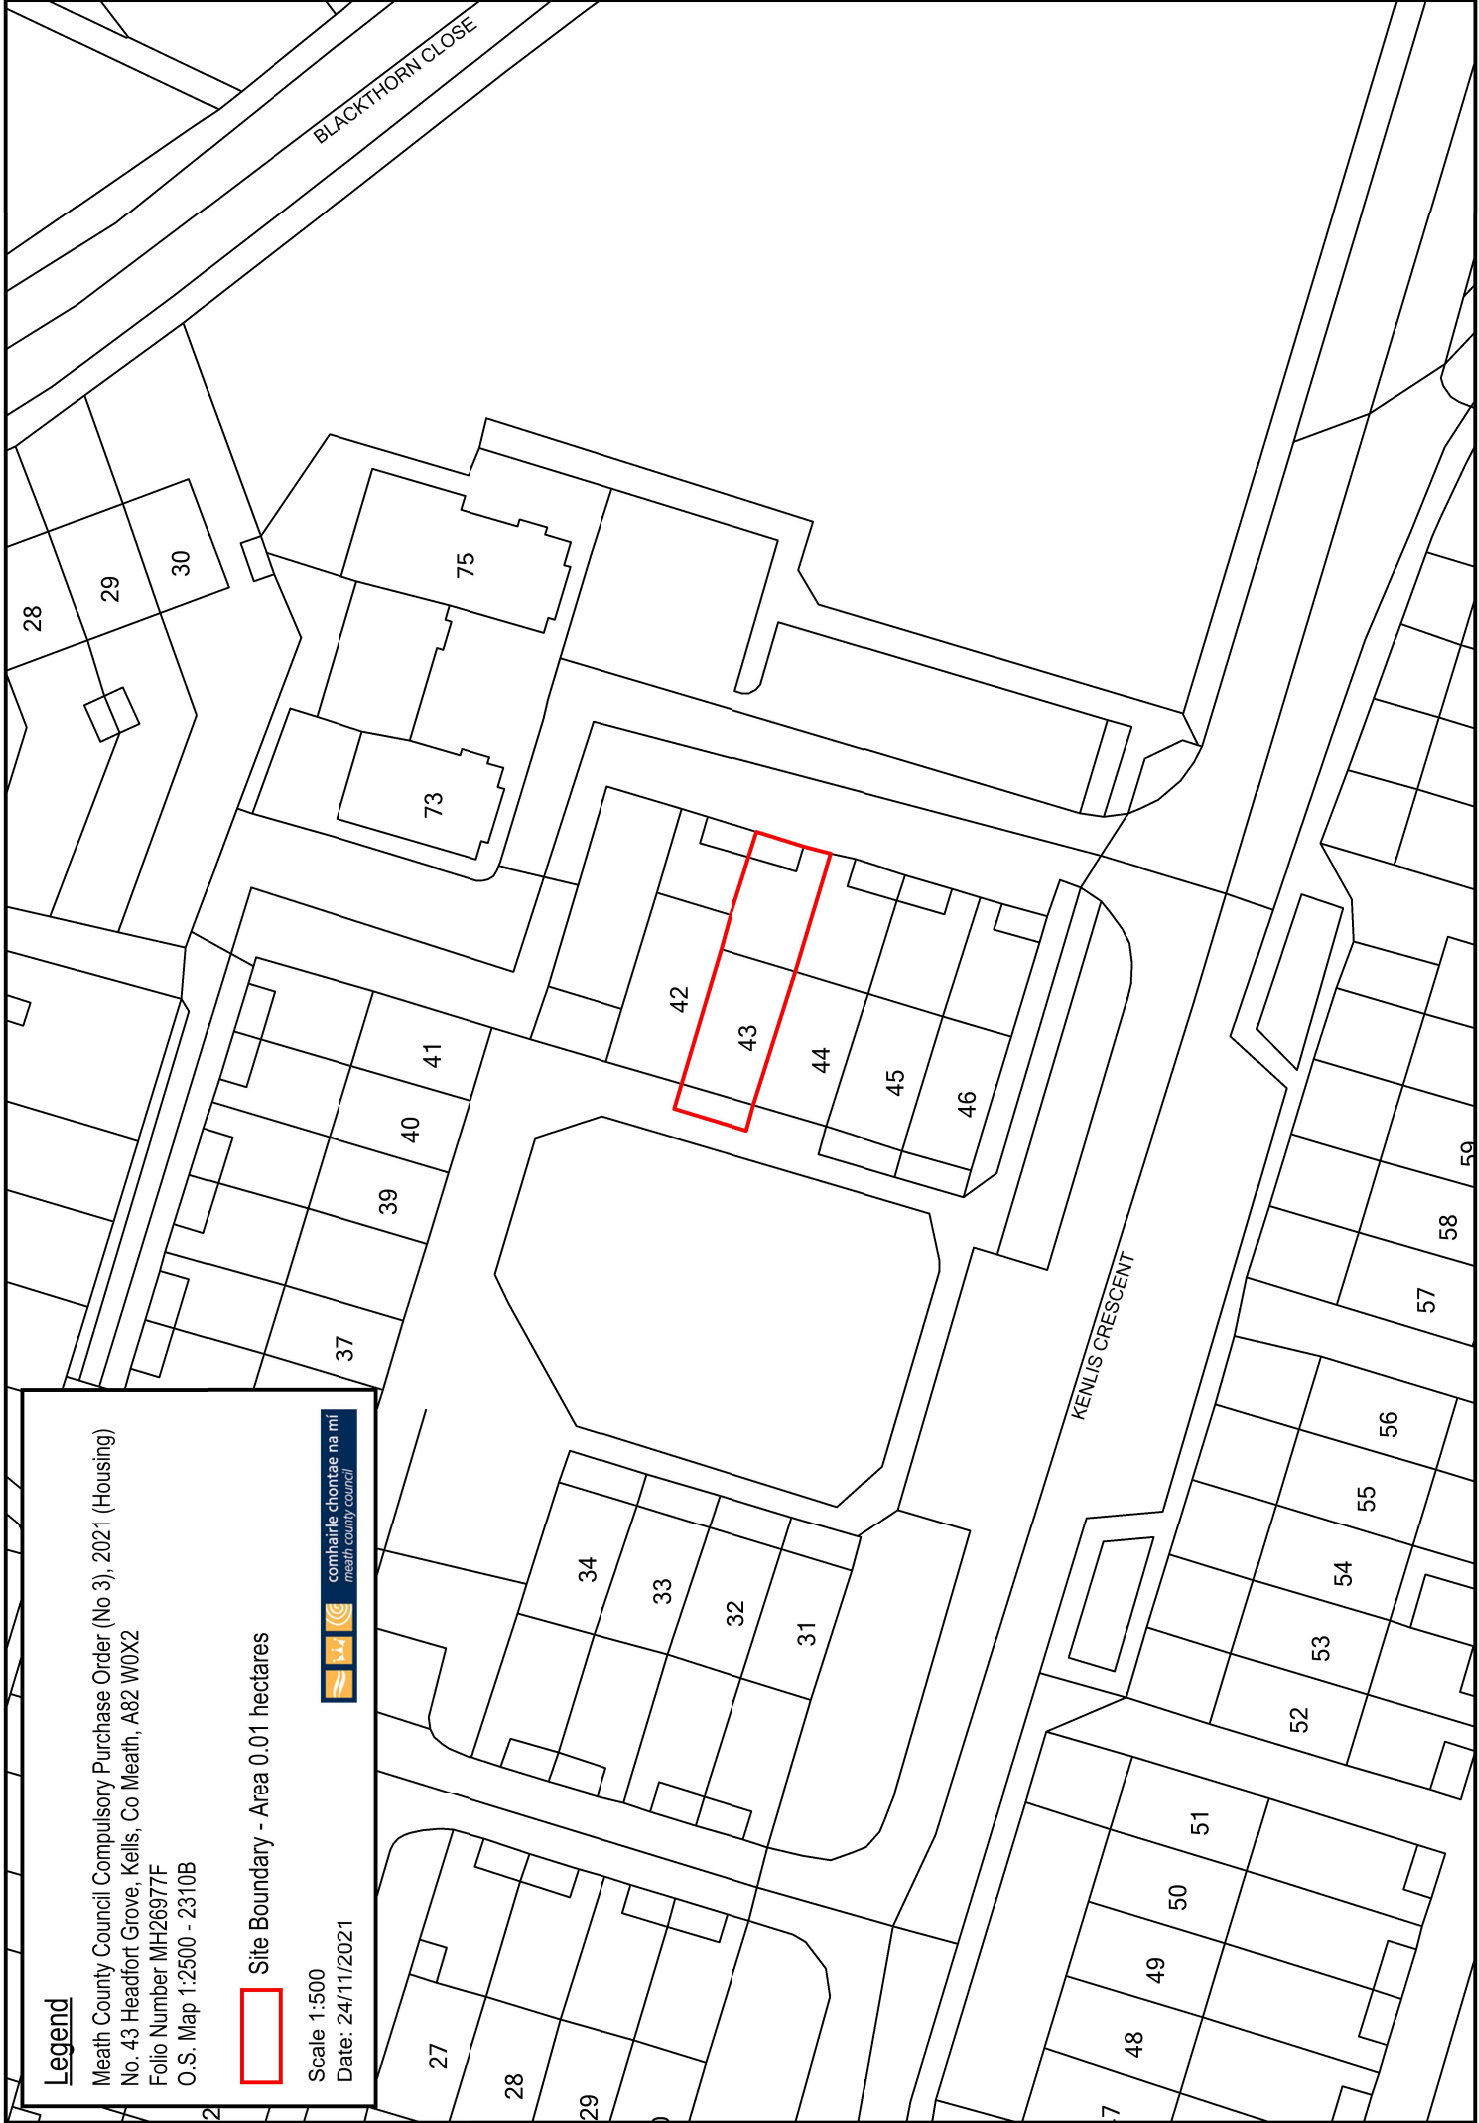 Legend
Meath County Council Compulsory Purchase Order (No 3), 2021 (Housing)
No. 43 Headfort Grove, Kells, Co Meath, A82 W0X2
Folio Number MH26977F
O.S. Map 1:2500 - 2310B
Site Boundary - Area 0.01 hectares
Scale 1:500
Date: 24/11/2021
comhairle chontae na mí
meath county council
BLACKTHORN CLOSE
28
29
30
75
73
41
40
39
37
42
43
44
45
46
34
33
32
31
27
28
29
KENLIS CRESCENT
59
58
57
56
55
54
53
52
51
50
49
48